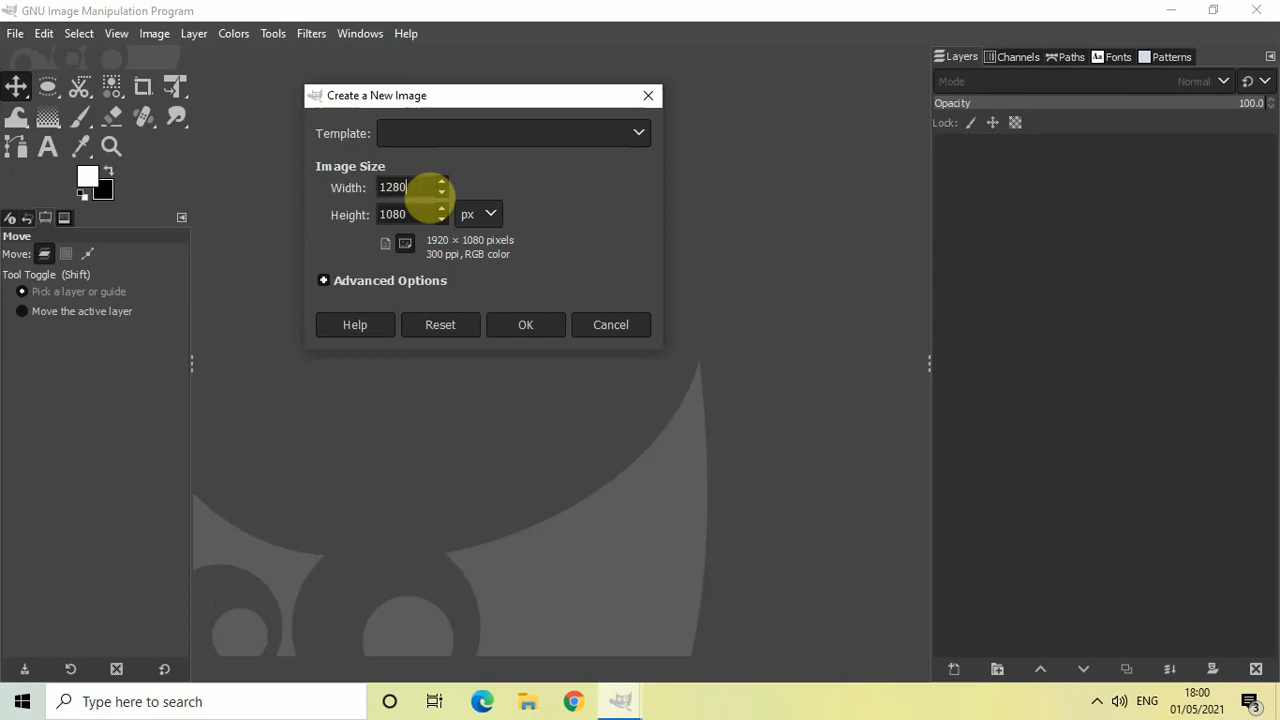 GNU Image Manipulation Program
File Edit Select View Image Layer Colors Tools Filters Windows Help
Layers Channels Paths Aa Fonts Patterns
Mode Normal
Opacity 100.0
Lock:
Create a New Image
Template:
Image Size
Width: 1280
Height: 1080 px
1920 × 1080 pixels
300 ppi, RGB color
Advanced Options
Help Reset OK Cancel
A
Move
Move:
Tool Toggle (Shift)
Pick a layer or guide
Move the active layer
Type here to search
ENG
18:00
01/05/2021
3